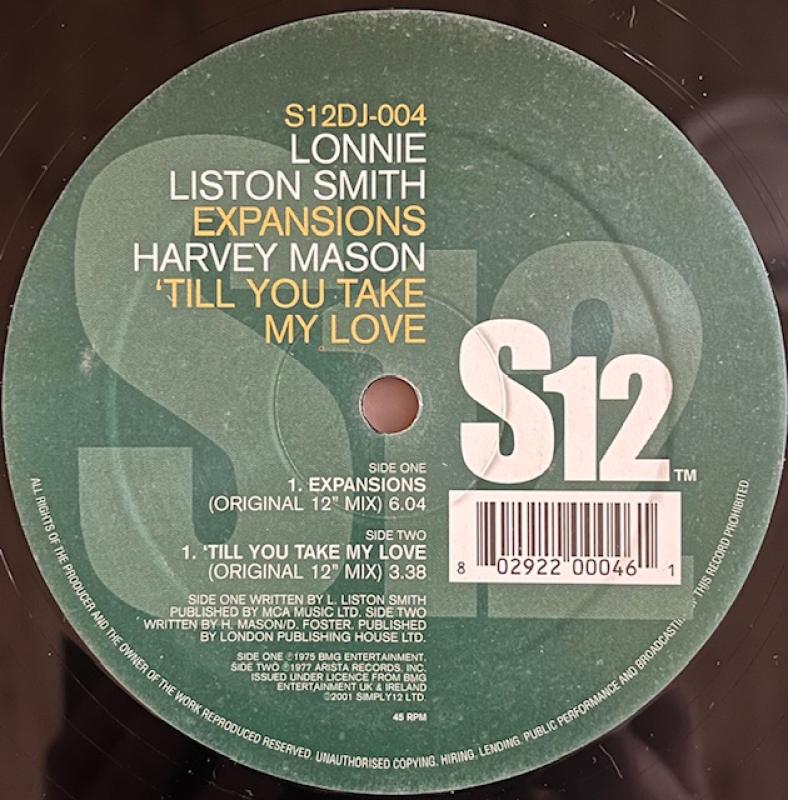 S12DJ-004
LONNIE
LISTON SMITH
EXPANSIONS
HARVEY MASON
‘TILL YOU TAKE
MY LOVE
S12
S12™
SIDE ONE
1. EXPANSIONS
(ORIGINAL 12" MIX) 6.04
SIDE TWO
1. ‘TILL YOU TAKE MY LOVE
(ORIGINAL 12" MIX) 3.38
8 02922 00046 1
SIDE ONE WRITTEN BY L. LISTON SMITH
PUBLISHED BY MCA MUSIC LTD. SIDE TWO
WRITTEN BY H. MASON/D. FOSTER. PUBLISHED
BY LONDON PUBLISHING HOUSE LTD.
SIDE ONE ℗1975 BMG ENTERTAINMENT.
SIDE TWO ℗1977 ARISTA RECORDS, INC.
ISSUED UNDER LICENCE FROM BMG
ENTERTAINMENT UK & IRELAND
©2001 SIMPLY12 LTD.
45 RPM
ALL RIGHTS OF THE PRODUCER AND THE OWNER OF THE WORK REPRODUCED RESERVED. UNAUTHORISED COPYING, HIRING, LENDING, PUBLIC PERFORMANCE AND BROADCASTI THIS RECORD PROHIBITED